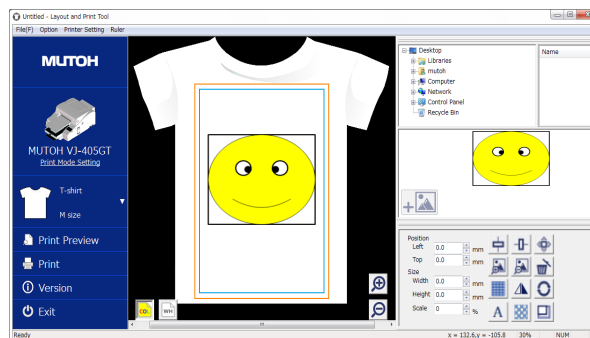 Untitled - Layout and Print Tool
File(F) Option Printer Setting Ruler
MUTOH
MUTOH VJ-405GT
Print Mode Setting
T-shirt
M size
Print Preview
Print
Version
Exit
COL WH
Desktop
Libraries
mutoh
Computer
Network
Control Panel
Recycle Bin
Name
Position
Left 0.0 mm
Top 0.0 mm
Size
Width 0.0 mm
Height 0.0 mm
Scale 0 %
A
Ready x = 132.6,y = -105.8 30% NUM